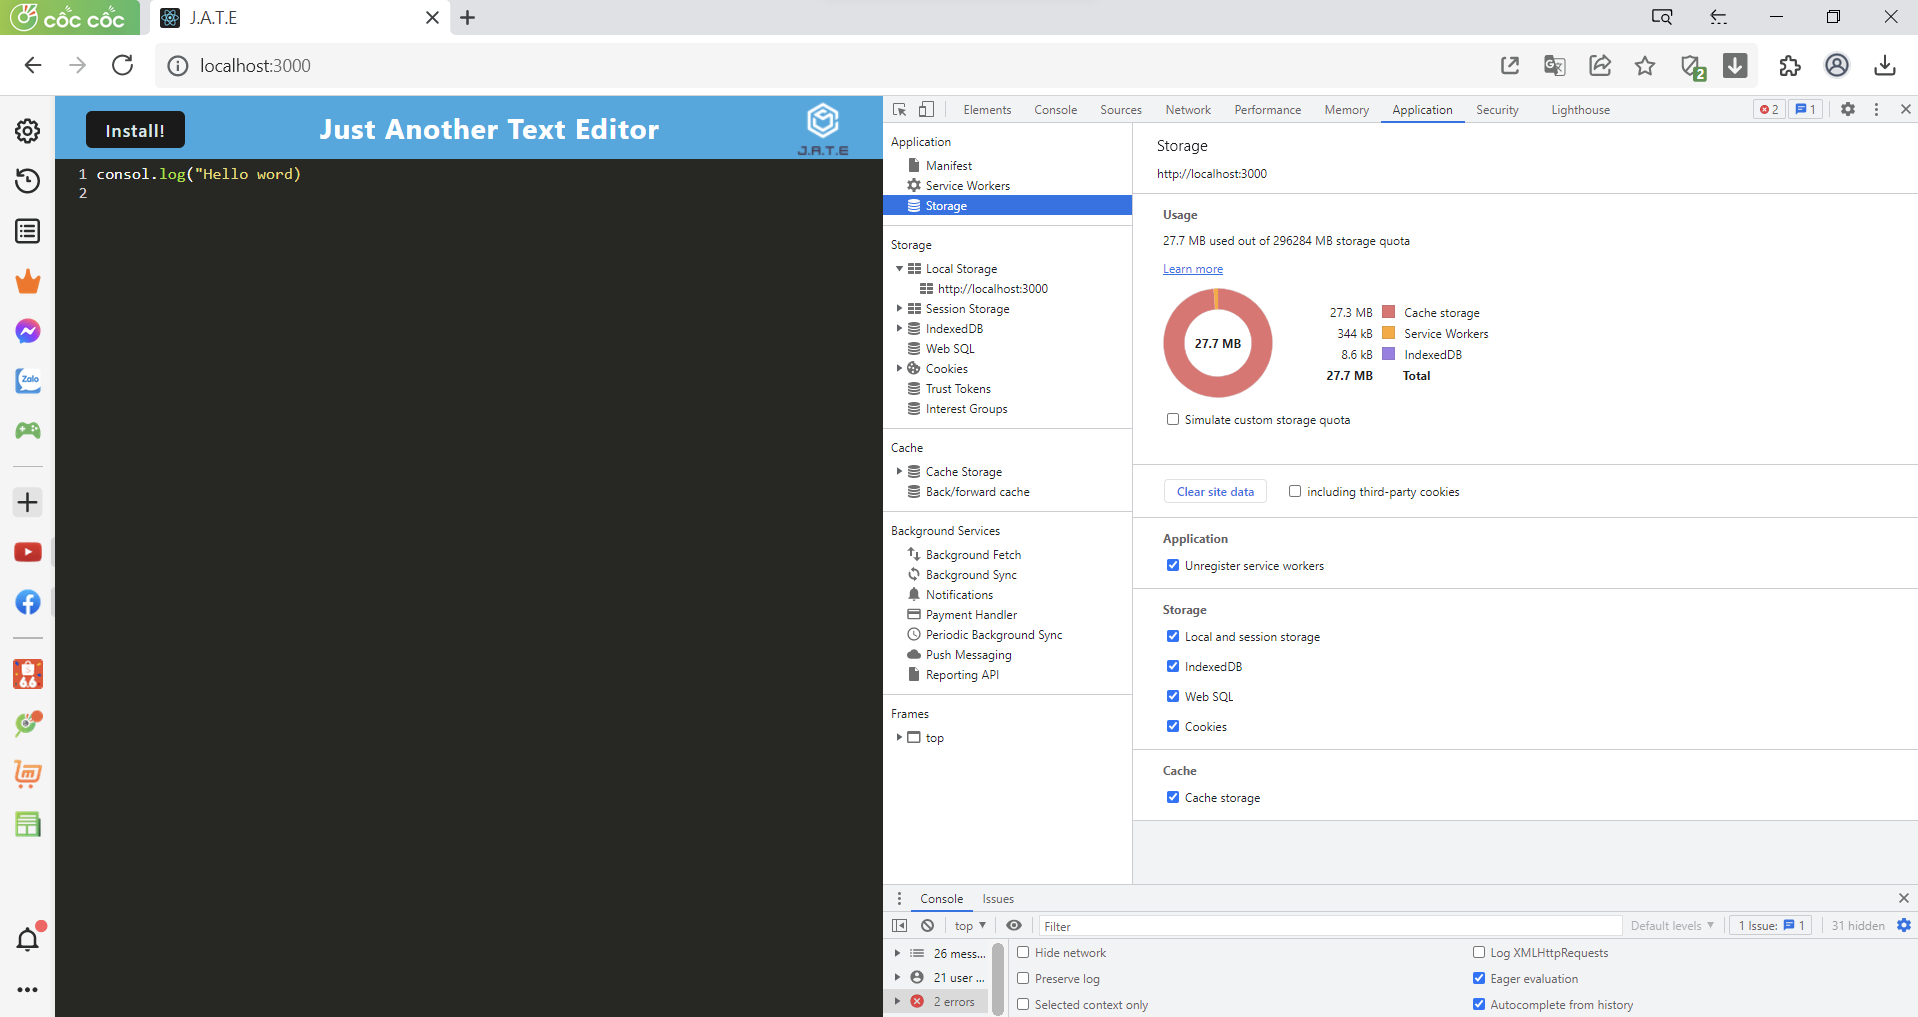 cốc cốc
J.A.T.E
localhost:3000
2
Zalo
6.6
Install!
Just Another Text Editor
J.A.T.E
1 consol.log("Hello word)
2
Elements Console Sources Network Performance Memory Application Security Lighthouse 2 1
Application
Manifest
Service Workers
Storage
Storage
Local Storage
http://localhost:3000
Session Storage
IndexedDB
Web SQL
Cookies
Trust Tokens
Interest Groups
Cache
Cache Storage
Back/forward cache
Background Services
Background Fetch
Background Sync
Notifications
Payment Handler
Periodic Background Sync
Push Messaging
Reporting API
Frames
top
Storage
http://localhost:3000
Usage
27.7 MB used out of 296284 MB storage quota
Learn more
27.7 MB
27.3 MB Cache storage
344 kB Service Workers
8.6 kB IndexedDB
27.7 MB Total
Simulate custom storage quota
Clear site data including third-party cookies
Application
Unregister service workers
Storage
Local and session storage
IndexedDB
Web SQL
Cookies
Cache
Cache storage
Console Issues
top Filter Default levels 1 Issue: 1 31 hidden
26 mess...
21 user ...
2 errors
Hide network
Preserve log
Selected context only
Log XMLHttpRequests
Eager evaluation
Autocomplete from history